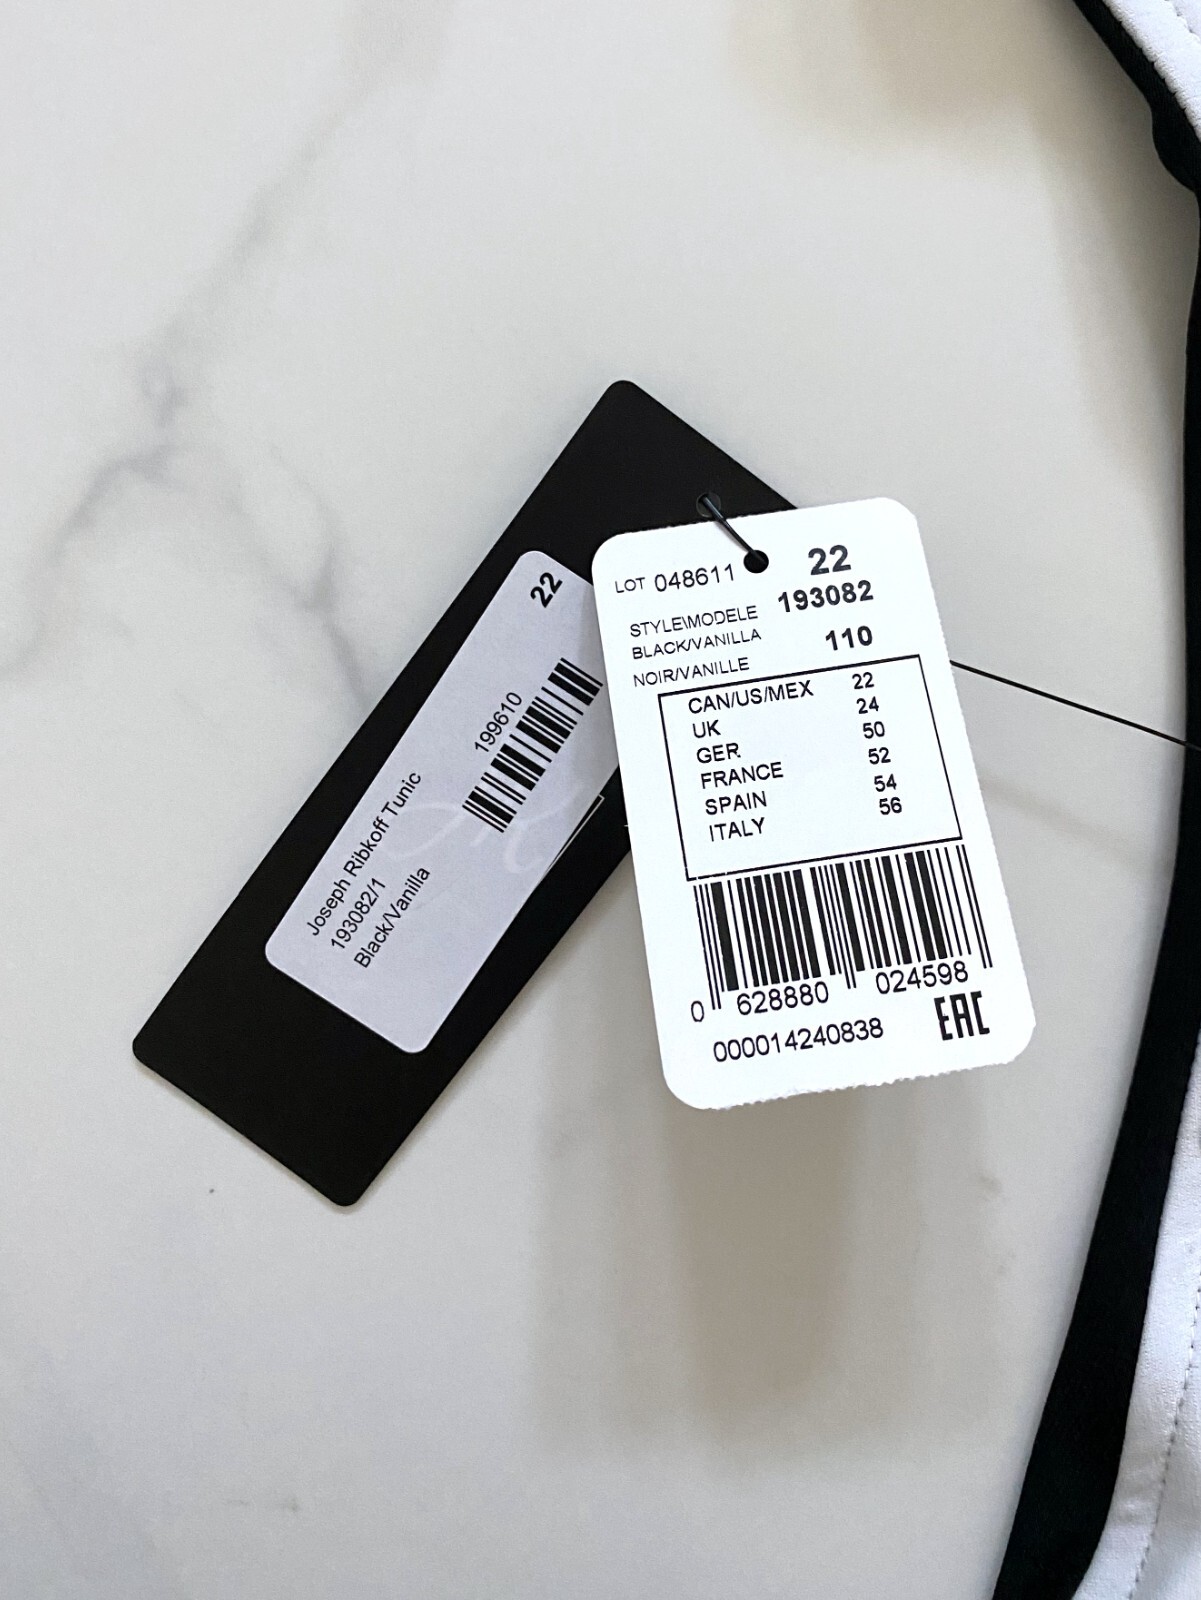 22
199610
Joseph Ribkoff Tunic
193082/1
Black/Vanilla
LOT 048611 22
STYLE\MODELE 193082
BLACK/VANILLA
NOIR/VANILLE 110
CAN/US/MEX 22
UK 24
GER. 50
FRANCE 52
SPAIN 54
ITALY 56
0 628880 024598
000014240838 EAC